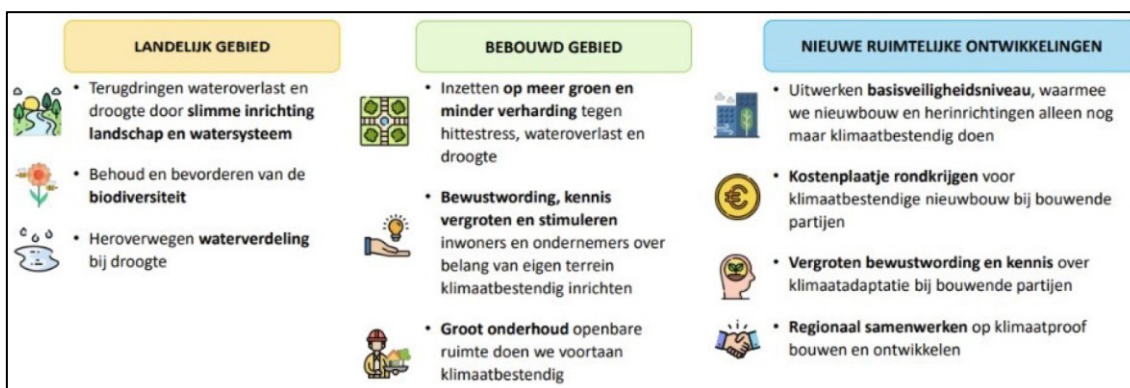 LANDELIJK GEBIED
• Terugdringen wateroverlast en
droogte door slimme inrichting
landschap en watersysteem
• Behoud en bevorderen van de
biodiversiteit
• Heroverwegen waterverdeling
bij droogte
BEBOUWD GEBIED
• Inzetten op meer groen en
minder verharding tegen
hittestress, wateroverlast en
droogte
• Bewustwording, kennis
vergroten en stimuleren
inwoners en ondernemers over
belang van eigen terrein
klimaatbestendig inrichten
• Groot onderhoud openbare
ruimte doen we voortaan
klimaatbestendig
NIEUWE RUIMTELIJKE ONTWIKKELINGEN
• Uitwerken basisveiligheidsniveau, waarmee
we nieuwbouw en herinrichtingen alleen nog
maar klimaatbestendig doen
• Kostenplaatje rondkrijgen voor
klimaatbestendige nieuwbouw bij bouwende
partijen
• Vergroten bewustwording en kennis over
klimaatadaptatie bij bouwende partijen
• Regionaal samenwerken op klimaatproof
bouwen en ontwikkelen